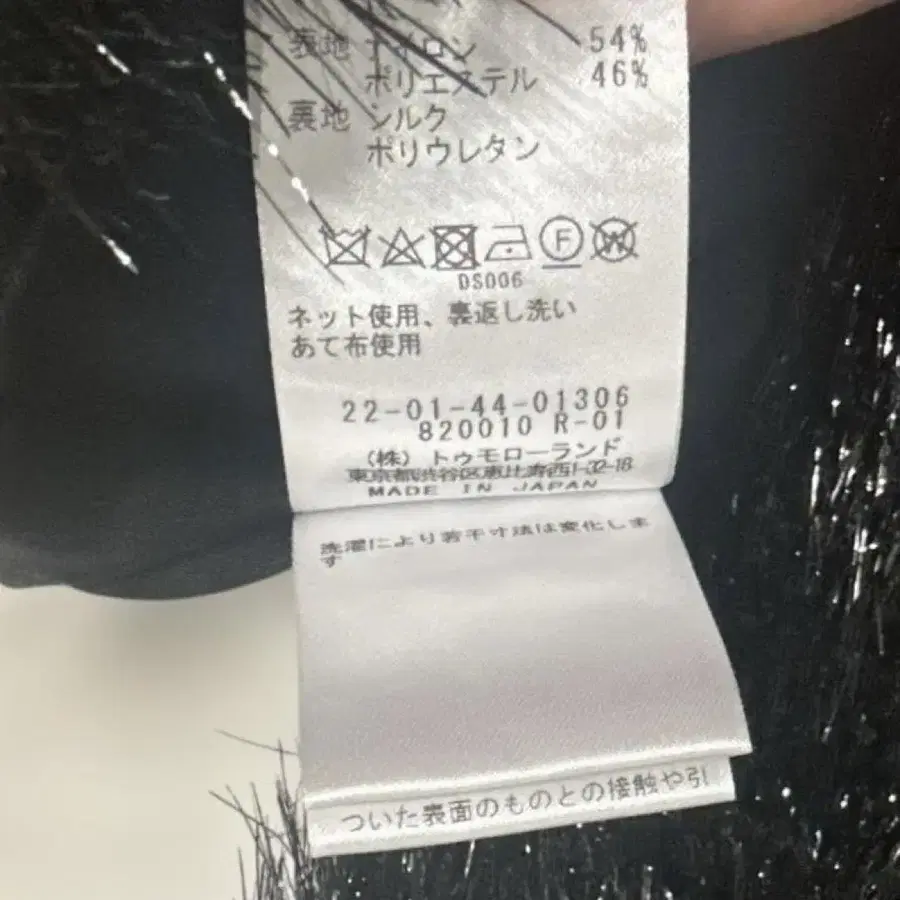 表地 ナイロン 54%
ポリエステル 46%
裏地 シルク
ポリウレタン
F W
DS006
ネット使用、裏返し洗い
あて布使用
22-01-44-01306
820010 R-01
(株) トゥモローランド
東京都渋谷区恵比寿西1-32-18
MADE IN JAPAN
洗濯により若干寸法は変化しま
す
ついた表面のものとの接触や引